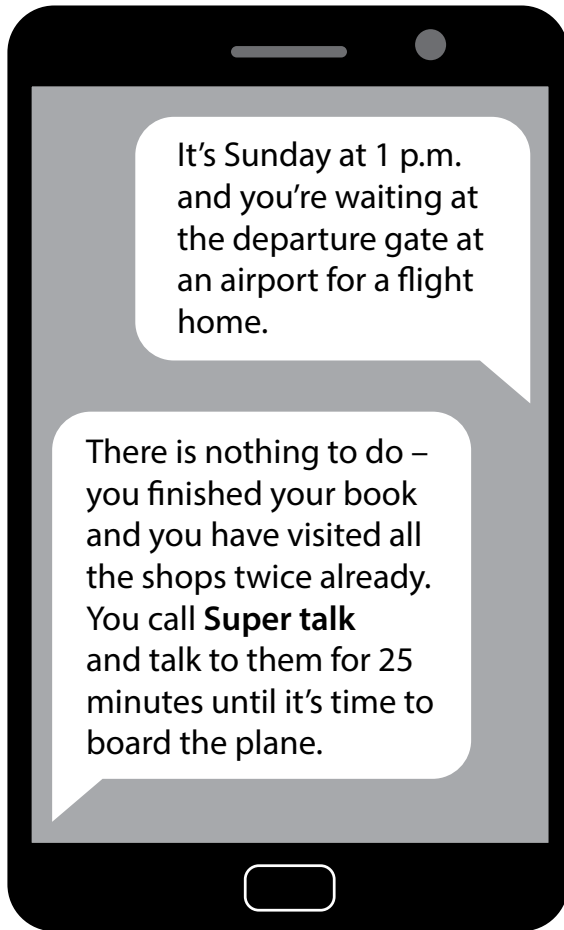 It’s Sunday at 1 p.m.
and you’re waiting at
the departure gate at
an airport for a flight
home.
There is nothing to do –
you finished your book
and you have visited all
the shops twice already.
You call Super talk
and talk to them for 25
minutes until it’s time to
board the plane.